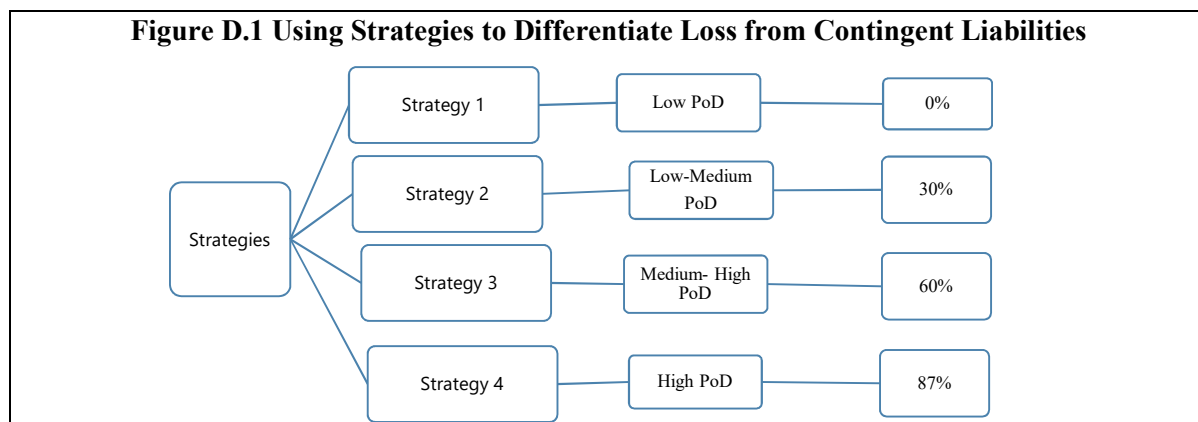 Figure D.1 Using Strategies to Differentiate Loss from Contingent Liabilities
Strategies
Strategy 1
Low PoD
0%
Strategy 2
Low-Medium
PoD
30%
Strategy 3
Medium- High
PoD
60%
Strategy 4
High PoD
87%